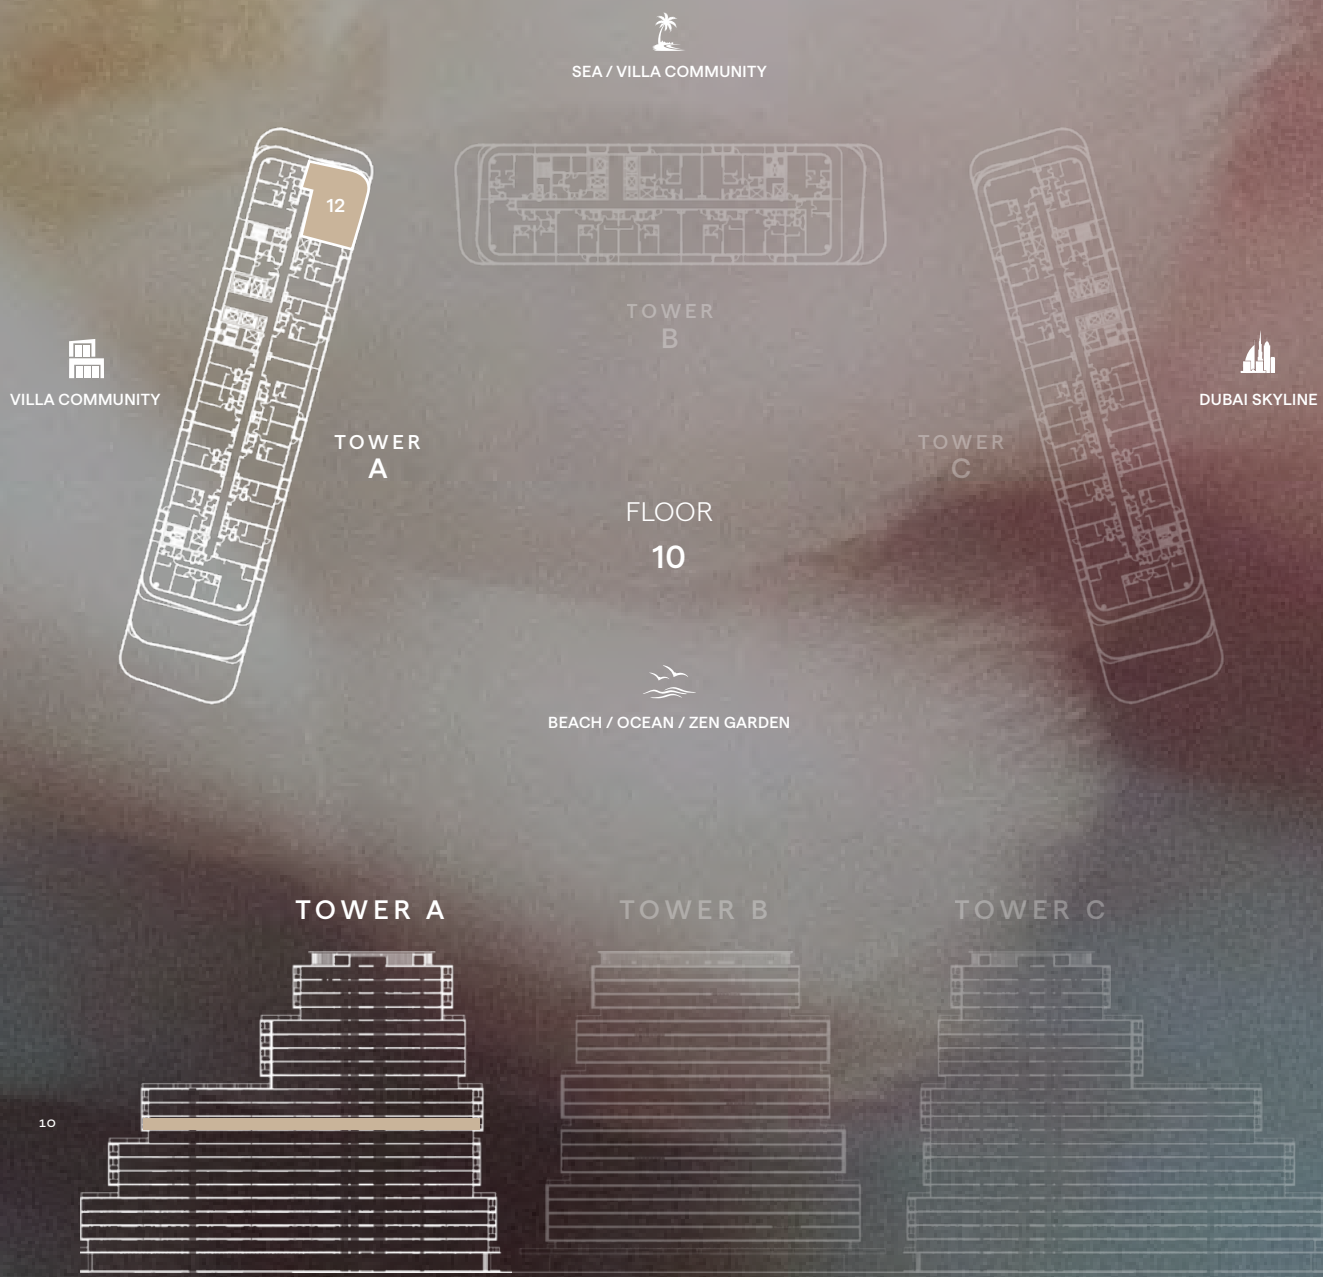 SEA / VILLA COMMUNITY
12
TOWER
B
VILLA COMMUNITY
DUBAI SKYLINE
TOWER
A
TOWER
C
FLOOR
10
BEACH / OCEAN / ZEN GARDEN
TOWER A
TOWER B
TOWER C
10